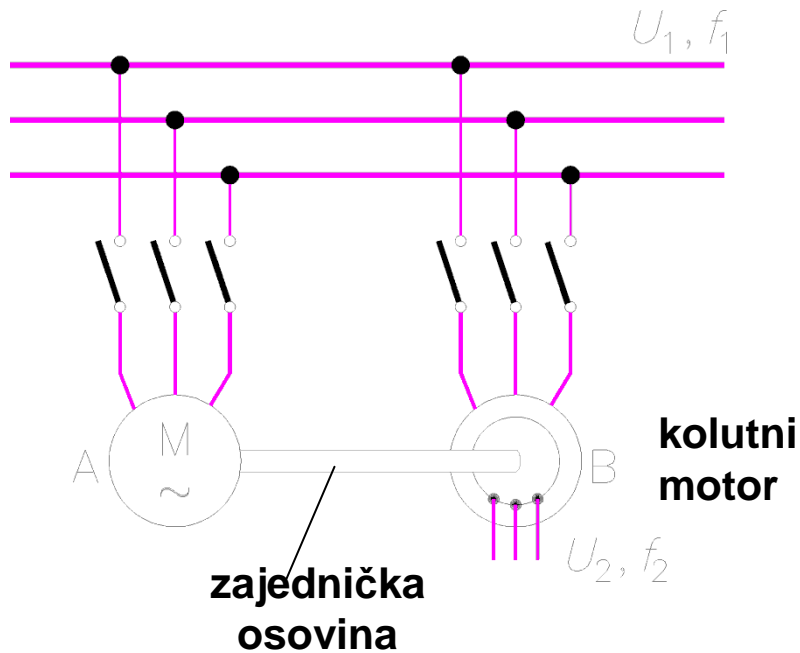 U₁, f₁
A
M
~
B
kolutni
motor
U₂, f₂
zajednička
osovina